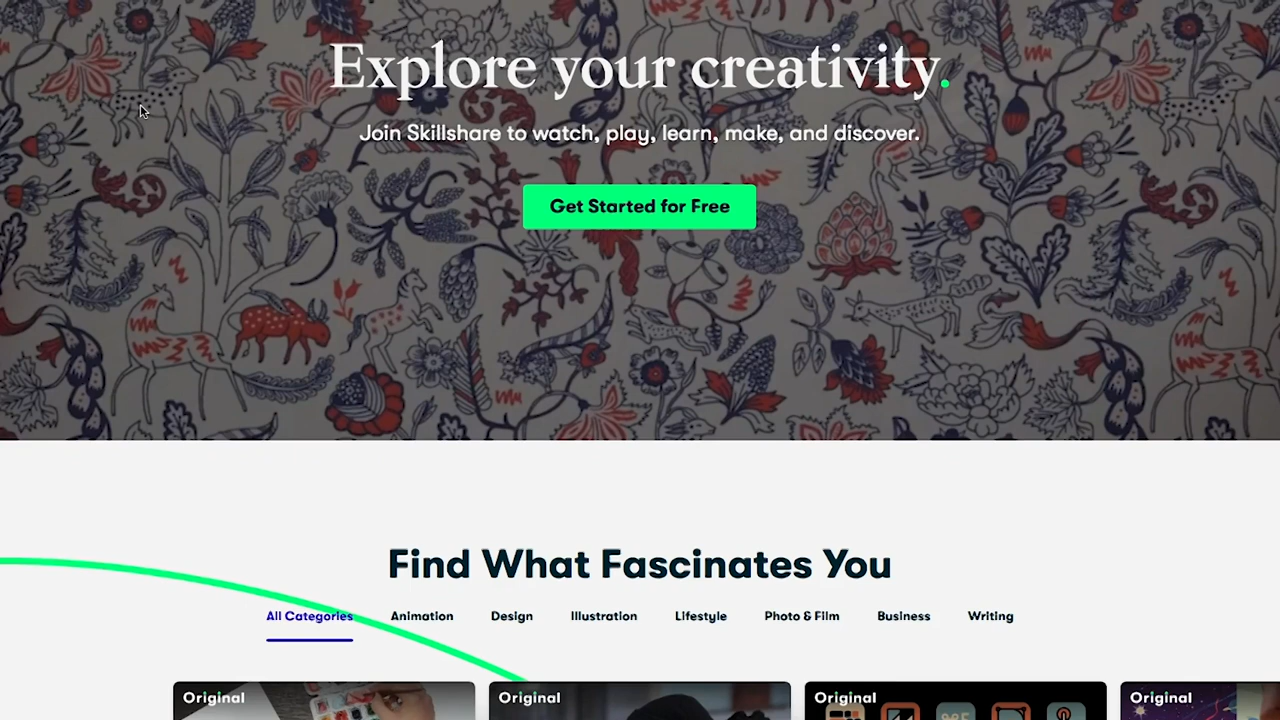 Explore your creativity.
Join Skillshare to watch, play, learn, make, and discover.
Get Started for Free
Find What Fascinates You
All Categories Animation Design Illustration Lifestyle Photo & Film Business Writing
Original Original Original Original